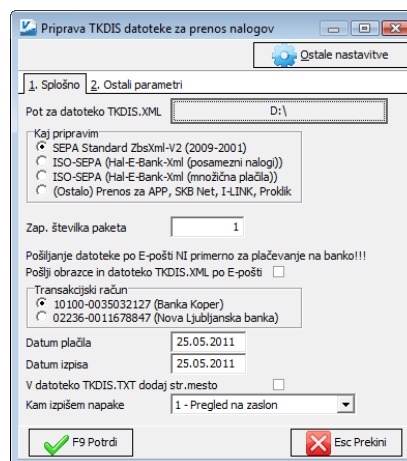 Priprava TKDIS datoteke za prenos nalogov
Ostale nastavitve
1. Splošno 2. Ostali parametri
Pot za datoteko TKDIS.XML D:\
Kaj pripravim
SEPA Standard ZbsXml-V2 (2009-2001)
ISO-SEPA (Hal-E-Bank-Xml (posamezni nalogi))
ISO-SEPA (Hal-E-Bank-Xml (množična plačila))
(Ostalo) Prenos za APP, SKB Net, I-LINK, Proklik
Zap. številka paketa 1
Pošiljanje datoteke po E-pošti NI primerno za plačevanje na banko!!!
Pošlji obrazce in datoteko TKDIS.XML po E-pošti
Transakcijski račun
10100-0035032127 (Banka Koper)
02236-0011678847 (Nova Ljubljanska banka)
Datum plačila 25.05.2011
Datum izpisa 25.05.2011
V datoteko TKDIS.TXT dodaj str.mesto
Kam izpišem napake 1 - Pregled na zaslon
F9 Potrdi Esc Prekini